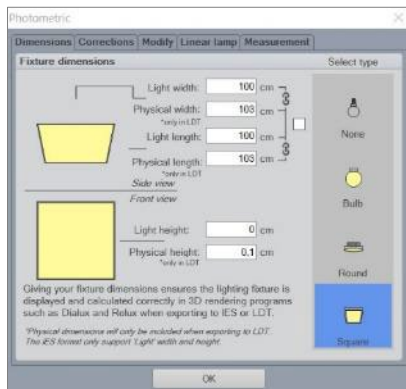 Photometric
Dimensions Corrections Modify Linear lamp Measurement
Fixture dimensions
Select type
Light width: 100 cm
Physical width: 103 cm
*only in LDT
Light length: 100 cm
Physical length: 103 cm
*only in LDT
Side view
Front view
Light height: 0 cm
Physical height: 0,1 cm
*only in LDT
None
Bulb
Round
Square
Giving your fixture dimensions ensures the lighting fixture is
displayed and calculated correctly in 3D rendering programs
such as Dialux and Relux when exporting to IES or LDT.
*Physical dimensions will only be included when exporting to LDT.
The IES format only support 'Light' width and height.
OK